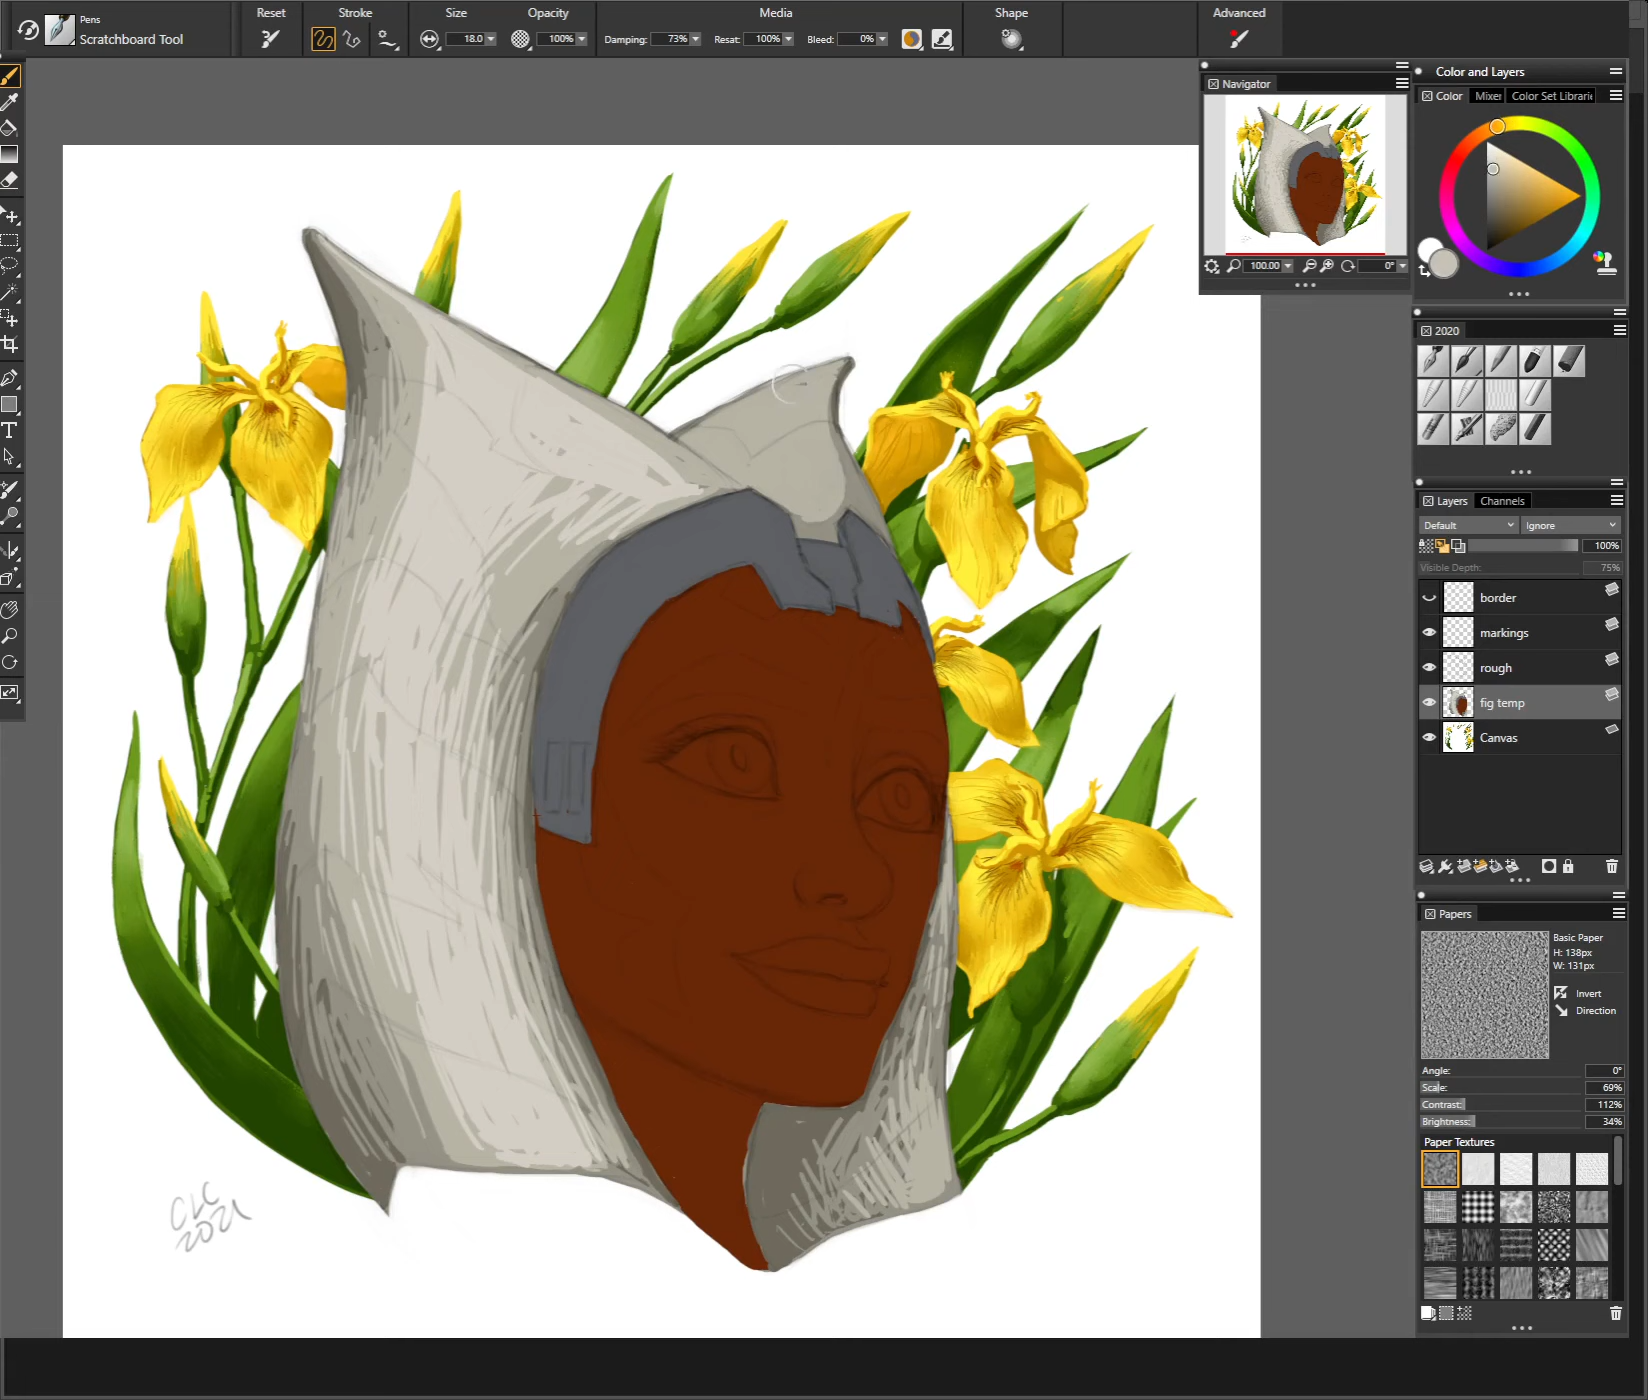 Pens
Scratchboard Tool
Reset
Stroke
Size
18.0
Opacity
100%
Media
Damping: 73%
Resat: 100%
Bleed: 0%
Shape
Advanced
Navigator
100.00
0°
Color and Layers
Color
Mixer
Color Set Librarie
2020
Layers
Channels
Default
Ignore
100%
Visible Depth: 75%
border
markings
rough
fig temp
Canvas
Papers
Basic Paper
H: 138px
W: 131px
Invert
Direction
Angle: 0°
Scale: 69%
Contrast: 112%
Brightness: 34%
Paper Textures
CLC
2021